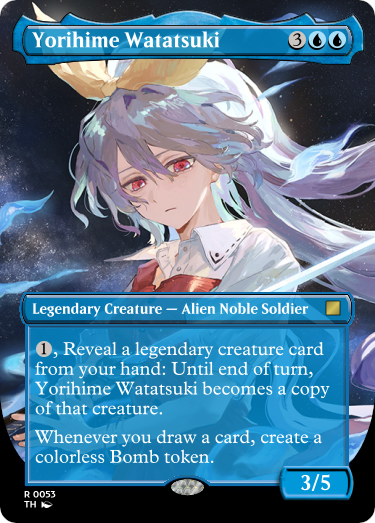 Yorihime Watatsuki 3UU
Legendary Creature — Alien Noble Soldier
1, Reveal a legendary creature card
from your hand: Until end of turn,
Yorihime Watatsuki becomes a copy
of that creature.
Whenever you draw a card, create a
colorless Bomb token.
3/5
R 0053
TH